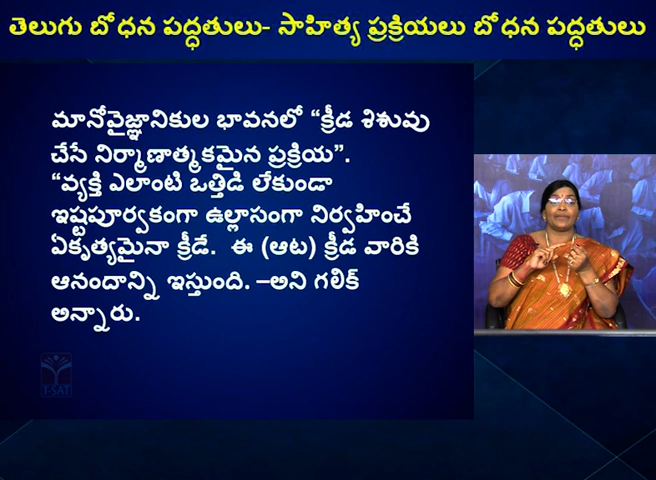 తెలుగు బోధన పద్ధతులు- సాహిత్య ప్రక్రియలు బోధన పద్ధతులు
మానోవైజ్ఞానికుల భావనలో “క్రీడ శిశువు
చేసే నిర్మాణాత్మకమైన ప్రక్రియ”.
“వ్యక్తి ఎలాంటి ఒత్తిడి లేకుండా
ఇష్టపూర్వకంగా ఉల్లాసంగా నిర్వహించే
ఏకృత్యమైనా క్రీడే. ఈ (ఆట) క్రీడ వారికి
ఆనందాన్ని ఇస్తుంది. –అని గలిక్
అన్నారు.
T-SAT